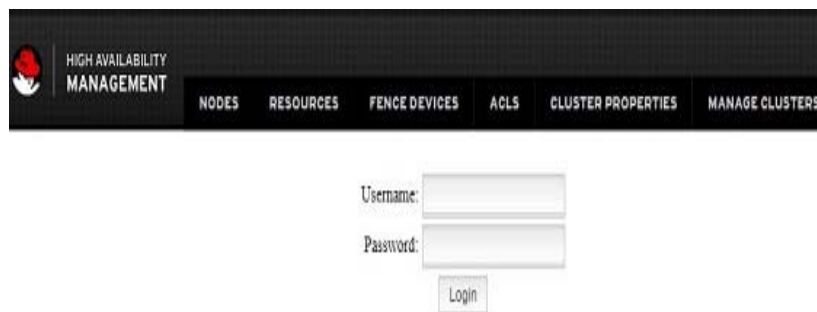 HIGH AVAILABILITY
MANAGEMENT
NODES RESOURCES FENCE DEVICES ACLS CLUSTER PROPERTIES MANAGE CLUSTERS
Username:
Password:
Login